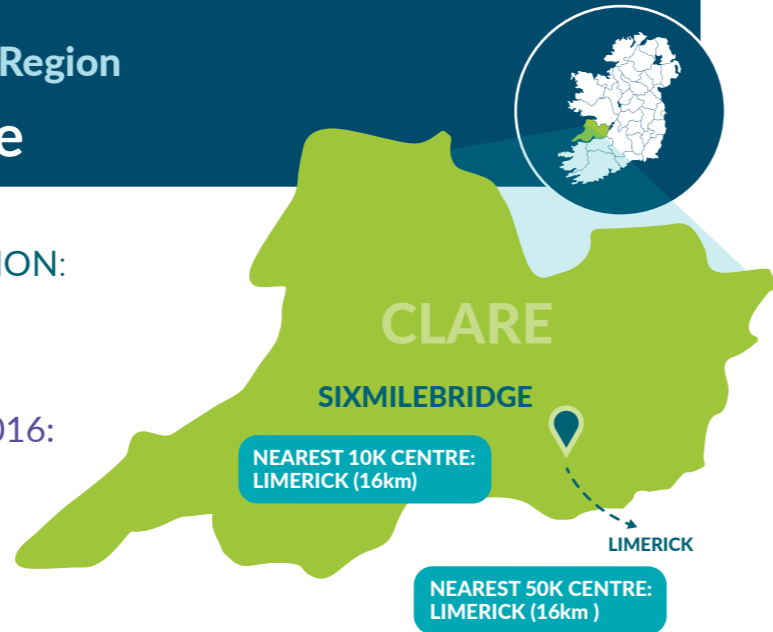 Region
e
ION:
016:
CLARE
SIXMILEBRIDGE
NEAREST 10K CENTRE:
LIMERICK (16km)
LIMERICK
NEAREST 50K CENTRE:
LIMERICK (16km )